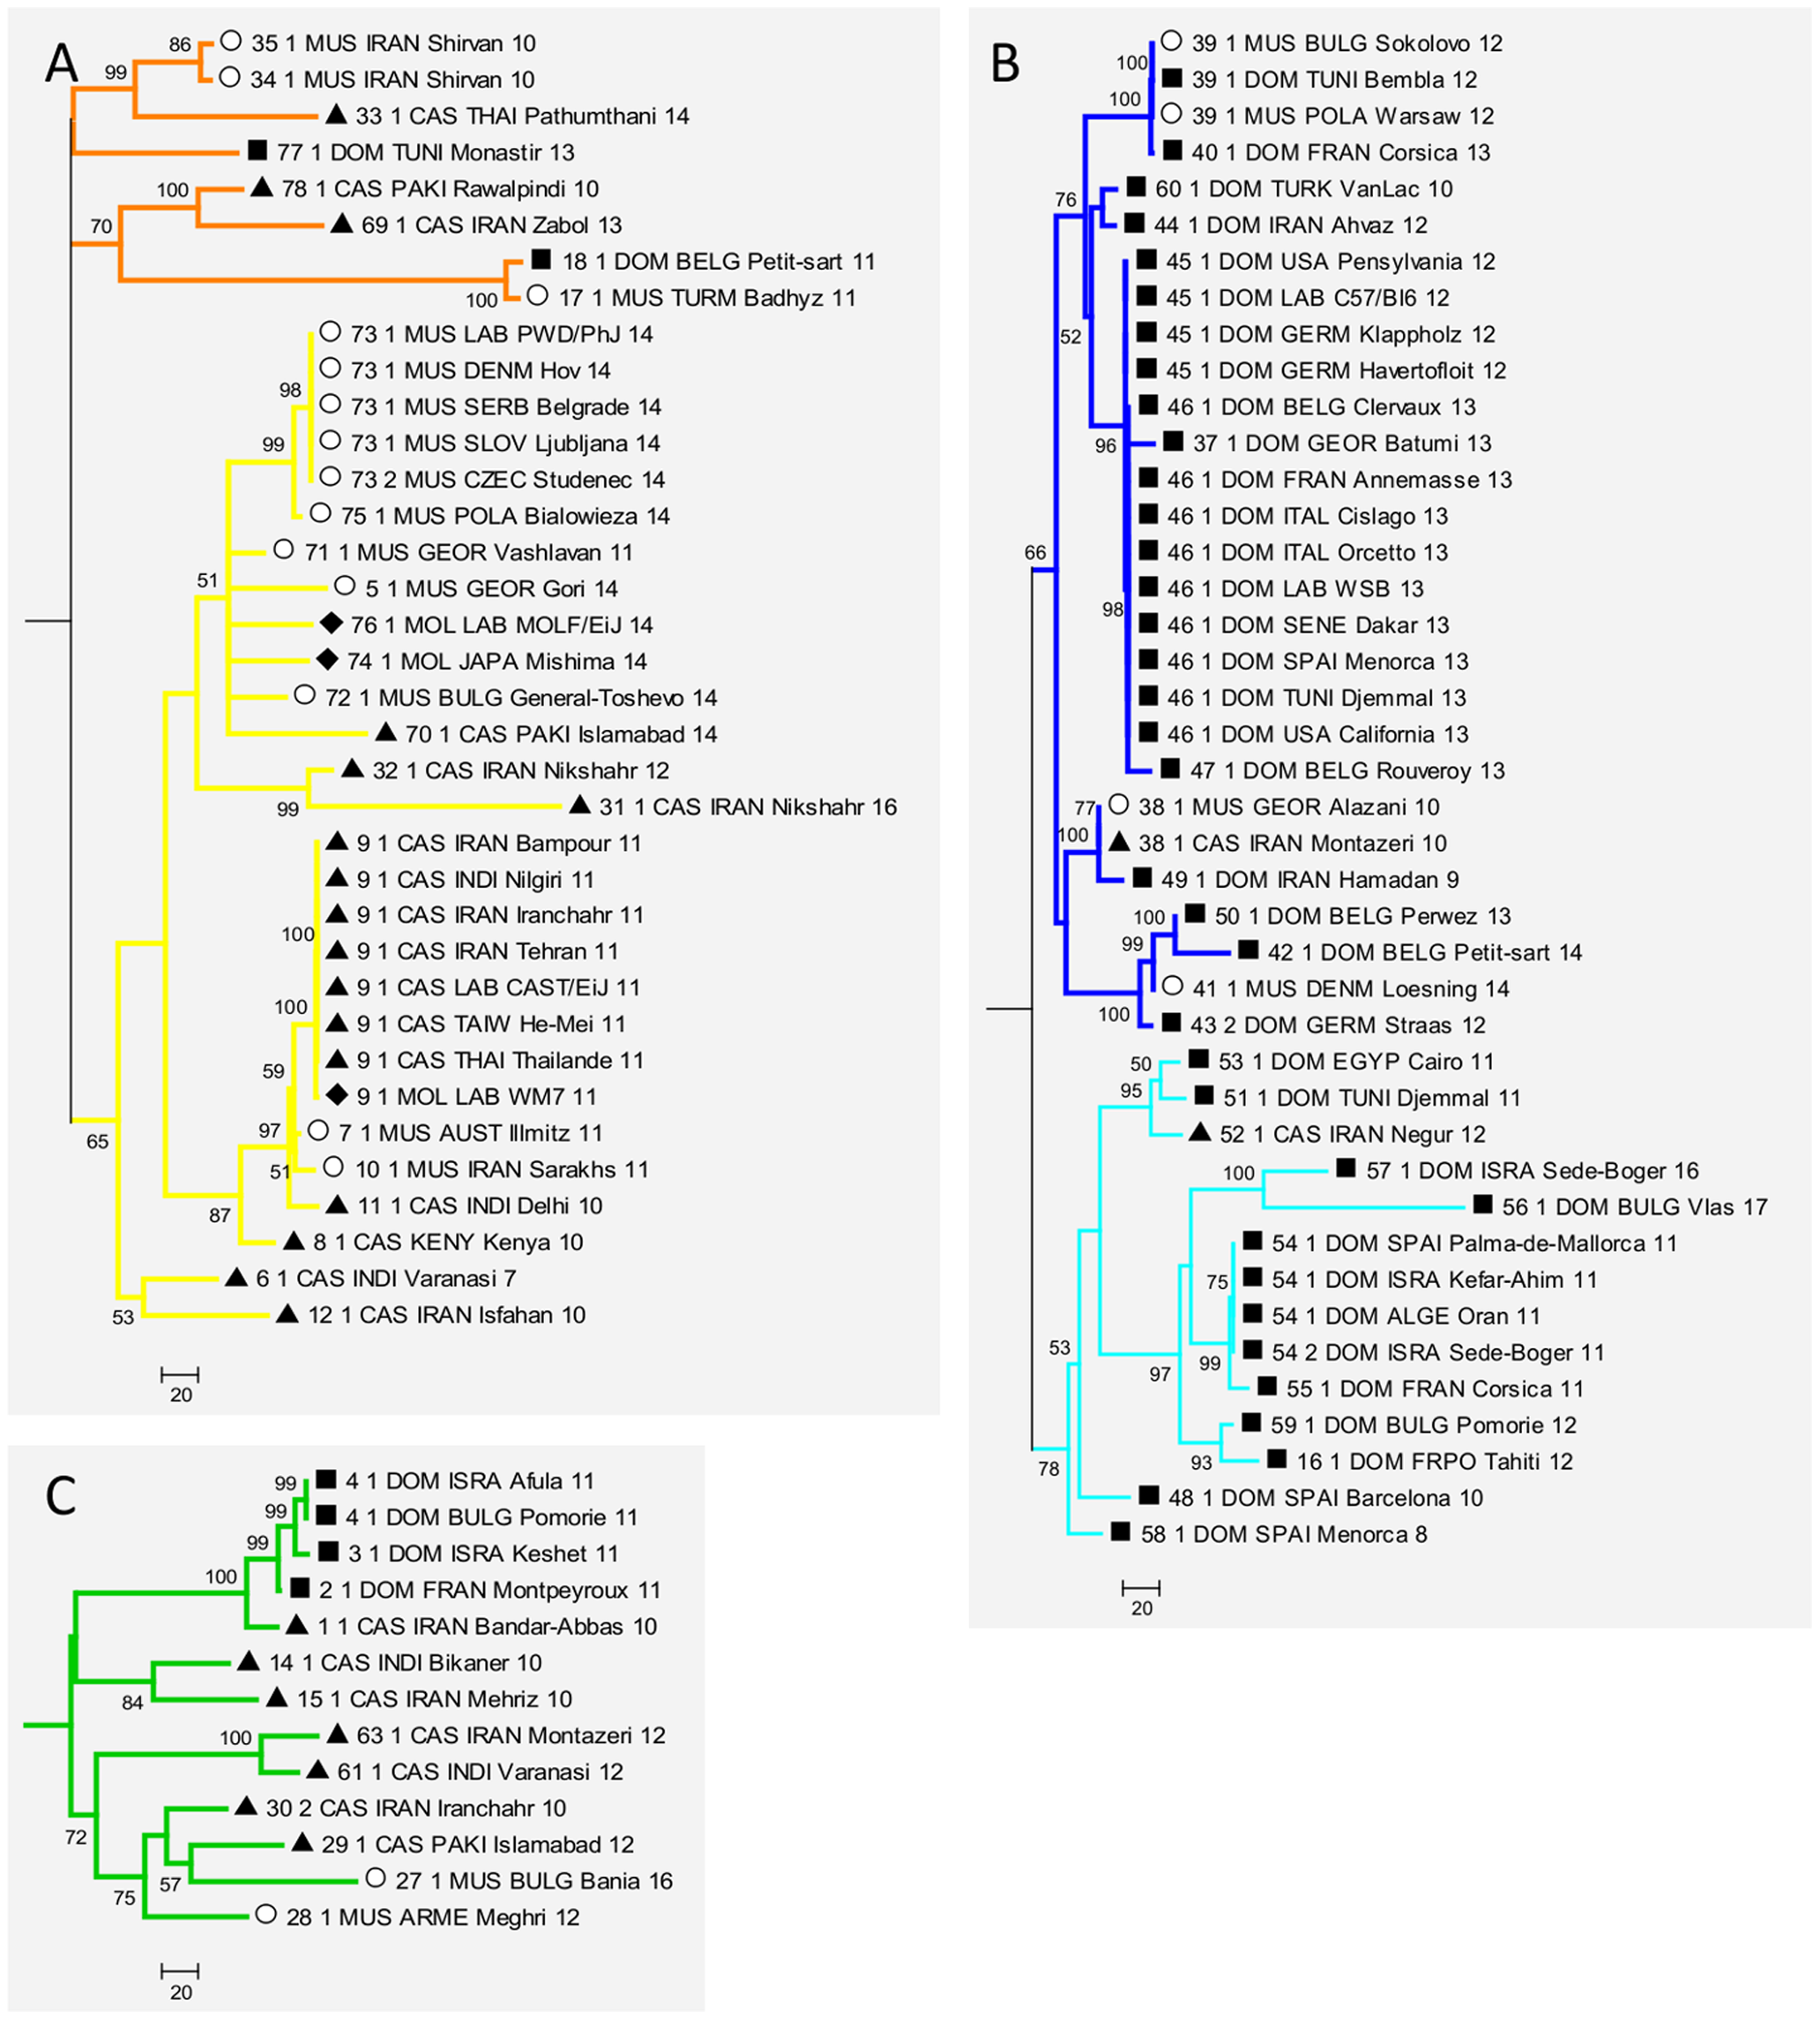 A
86
35 1 MUS IRAN Shirvan 10
99
34 1 MUS IRAN Shirvan 10
33 1 CAS THAI Pathumthani 14
77 1 DOM TUNI Monastir 13
100
78 1 CAS PAKI Rawalpindi 10
70
69 1 CAS IRAN Zabol 13
18 1 DOM BELG Petit-sart 11
100
17 1 MUS TURM Badhyz 11
73 1 MUS LAB PWD/PhJ 14
73 1 MUS DENM Hov 14
98
73 1 MUS SERB Belgrade 14
99
73 1 MUS SLOV Ljubljana 14
73 2 MUS CZEC Studenec 14
75 1 MUS POLA Bialowieza 14
71 1 MUS GEOR Vashlavan 11
51
5 1 MUS GEOR Gori 14
76 1 MOL LAB MOLF/EiJ 14
74 1 MOL JAPA Mishima 14
72 1 MUS BULG General-Toshevo 14
70 1 CAS PAKI Islamabad 14
32 1 CAS IRAN Nikshahr 12
99
31 1 CAS IRAN Nikshahr 16
9 1 CAS IRAN Bampour 11
9 1 CAS INDI Nilgiri 11
9 1 CAS IRAN Iranchahr 11
100
9 1 CAS IRAN Tehran 11
9 1 CAS LAB CAST/EiJ 11
100
9 1 CAS TAIW He-Mei 11
9 1 CAS THAI Thailande 11
59
9 1 MOL LAB WM7 11
97
7 1 MUS AUST Illmitz 11
65
51
10 1 MUS IRAN Sarakhs 11
11 1 CAS INDI Delhi 10
87
8 1 CAS KENY Kenya 10
6 1 CAS INDI Varanasi 7
53
12 1 CAS IRAN Isfahan 10
20
B
39 1 MUS BULG Sokolovo 12
100
39 1 DOM TUNI Bembla 12
100
39 1 MUS POLA Warsaw 12
40 1 DOM FRAN Corsica 13
60 1 DOM TURK VanLac 10
76
44 1 DOM IRAN Ahvaz 12
45 1 DOM USA Pensylvania 12
45 1 DOM LAB C57/Bl6 12
52
45 1 DOM GERM Klappholz 12
45 1 DOM GERM Havertofloit 12
46 1 DOM BELG Clervaux 13
96
37 1 DOM GEOR Batumi 13
46 1 DOM FRAN Annemasse 13
46 1 DOM ITAL Cislago 13
66
46 1 DOM ITAL Orcetto 13
46 1 DOM LAB WSB 13
98
46 1 DOM SENE Dakar 13
46 1 DOM SPAI Menorca 13
46 1 DOM TUNI Djemmal 13
46 1 DOM USA California 13
47 1 DOM BELG Rouveroy 13
77
38 1 MUS GEOR Alazani 10
100
38 1 CAS IRAN Montazeri 10
49 1 DOM IRAN Hamadan 9
100
50 1 DOM BELG Perwez 13
99
42 1 DOM BELG Petit-sart 14
41 1 MUS DENM Loesning 14
100
43 2 DOM GERM Straas 12
50
53 1 DOM EGYP Cairo 11
95
51 1 DOM TUNI Djemmal 11
52 1 CAS IRAN Negur 12
100
57 1 DOM ISRA Sede-Boger 16
56 1 DOM BULG Vlas 17
54 1 DOM SPAI Palma-de-Mallorca 11
75
54 1 DOM ISRA Kefar-Ahim 11
54 1 DOM ALGE Oran 11
53
99
54 2 DOM ISRA Sede-Boger 11
97
55 1 DOM FRAN Corsica 11
59 1 DOM BULG Pomorie 12
78
93
16 1 DOM FRPO Tahiti 12
48 1 DOM SPAI Barcelona 10
58 1 DOM SPAI Menorca 8
20
C
99
4 1 DOM ISRA Afula 11
99
4 1 DOM BULG Pomorie 11
99
3 1 DOM ISRA Keshet 11
100
2 1 DOM FRAN Montpeyroux 11
1 1 CAS IRAN Bandar-Abbas 10
14 1 CAS INDI Bikaner 10
84
15 1 CAS IRAN Mehriz 10
100
63 1 CAS IRAN Montazeri 12
61 1 CAS INDI Varanasi 12
72
30 2 CAS IRAN Iranchahr 10
29 1 CAS PAKI Islamabad 12
75
57
27 1 MUS BULG Bania 16
28 1 MUS ARME Meghri 12
20